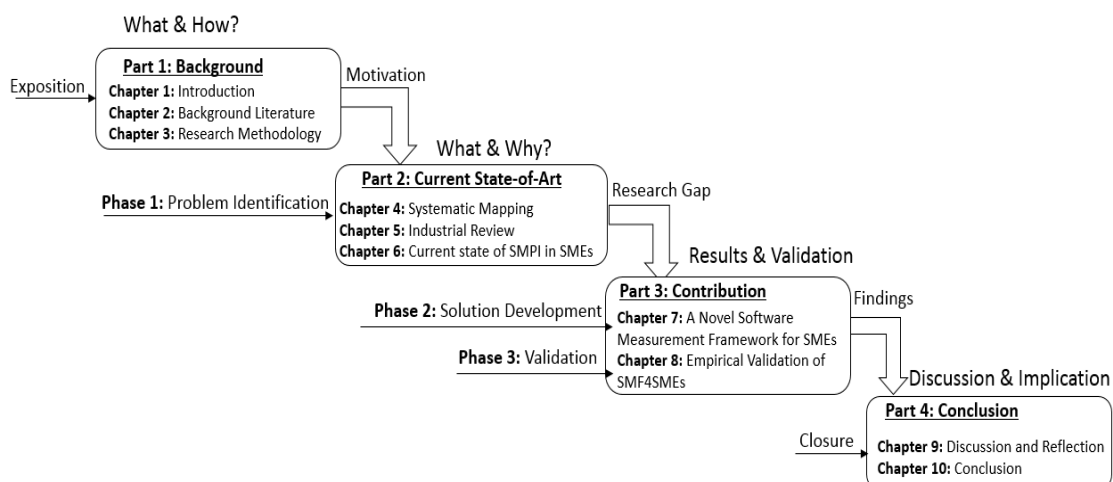 What & How?
Part 1: Background
Exposition
Motivation
Chapter 1: Introduction
Chapter 2: Background Literature
Chapter 3: Research Methodology
What & Why?
Part 2: Current State-of-Art
Phase 1: Problem Identification
Research Gap
Chapter 4: Systematic Mapping
Chapter 5: Industrial Review
Chapter 6: Current state of SMPI in SMEs
Results & Validation
Part 3: Contribution
Phase 2: Solution Development
Findings
Chapter 7: A Novel Software
Measurement Framework for SMEs
Phase 3: Validation
Chapter 8: Empirical Validation of
SMF4SMEs
Discussion & Implication
Part 4: Conclusion
Closure
Chapter 9: Discussion and Reflection
Chapter 10: Conclusion